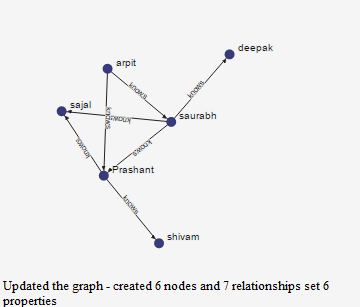 deepak
arpit
knows
knows
sajal
knows
knows
saurabh
knows
knows
Prashant
knows
shivam
Updated the graph - created 6 nodes and 7 relationships set 6
properties